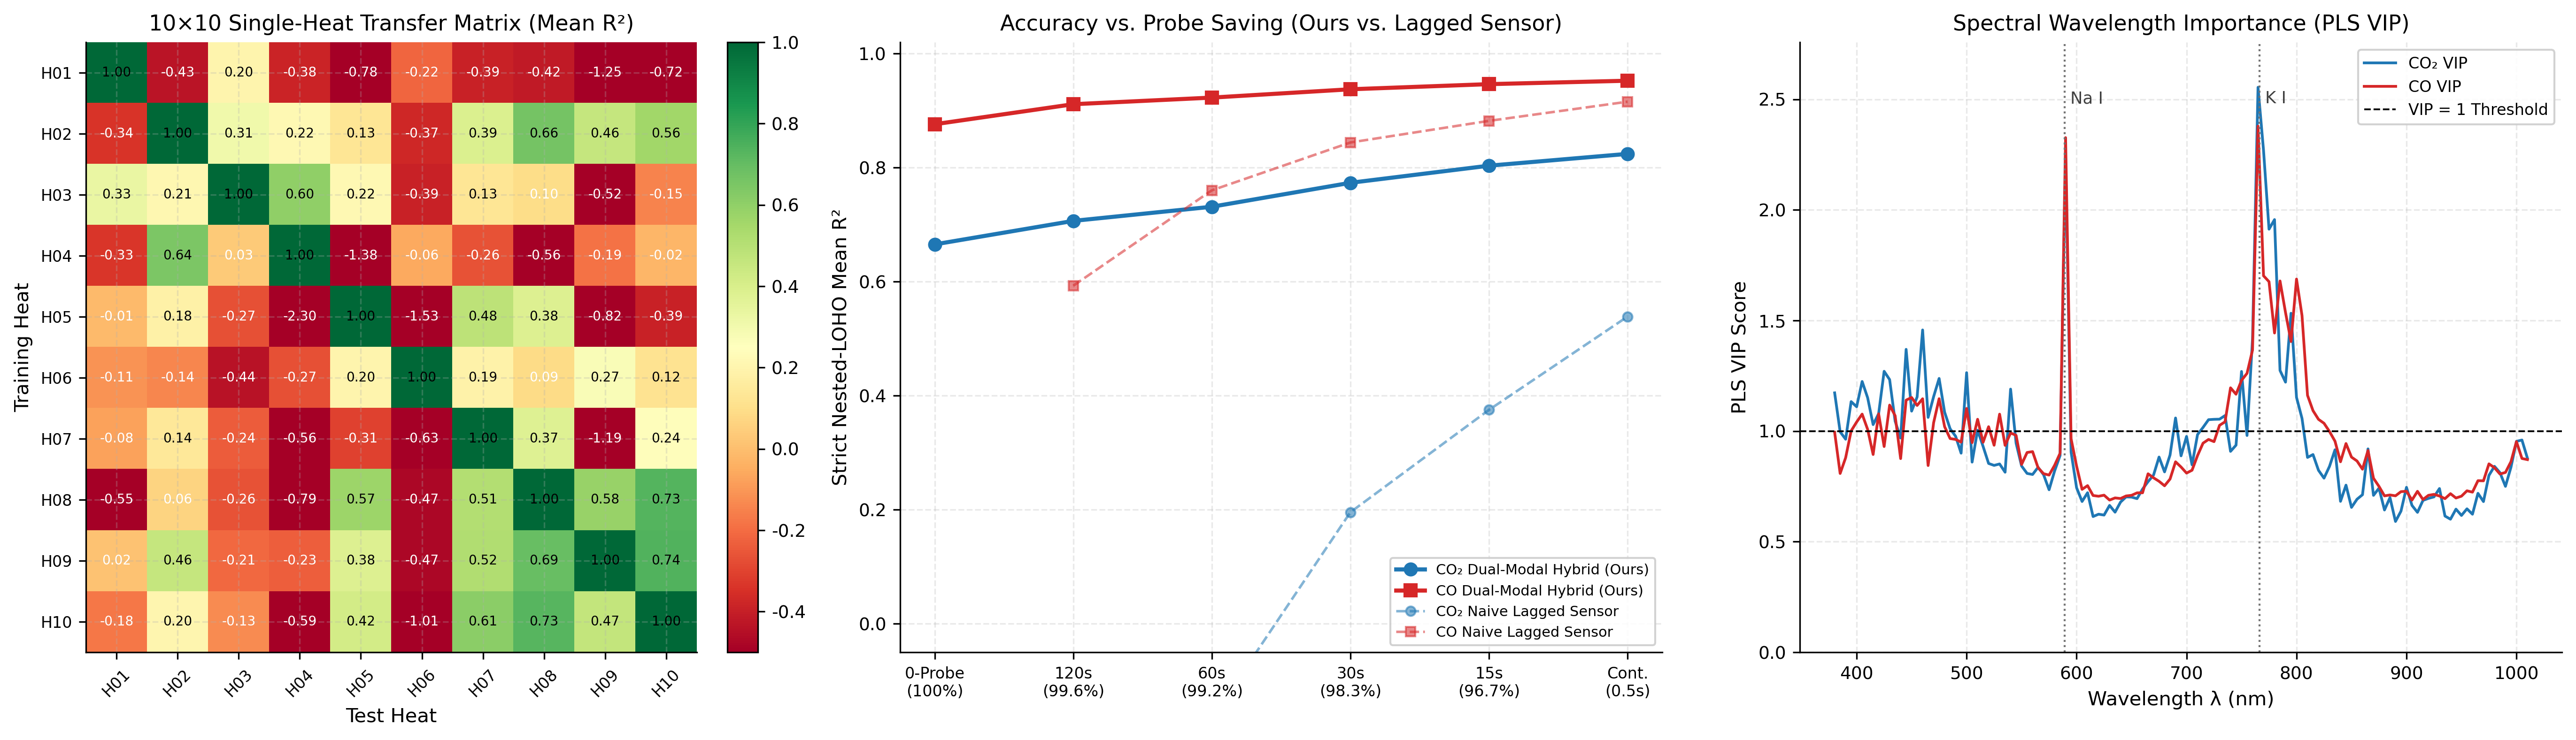 10×10 Single-Heat Transfer Matrix (Mean R²)
Training Heat
H01 1.00 -0.43 0.20 -0.38 -0.78 -0.22 -0.39 -0.42 -1.25 -0.72
H02 -0.34 1.00 0.31 0.22 0.13 -0.37 0.39 0.66 0.46 0.56
H03 0.33 0.21 1.00 0.60 0.22 -0.39 0.13 0.10 -0.52 -0.15
H04 -0.33 0.64 0.03 1.00 -1.38 -0.06 -0.26 -0.56 -0.19 -0.02
H05 -0.01 0.18 -0.27 -2.30 1.00 -1.53 0.48 0.38 -0.82 -0.39
H06 -0.11 -0.14 -0.44 -0.27 0.20 1.00 0.19 0.09 0.27 0.12
H07 -0.08 0.14 -0.24 -0.56 -0.31 -0.63 1.00 0.37 -1.19 0.24
H08 -0.55 0.06 -0.26 -0.79 0.57 -0.47 0.51 1.00 0.58 0.73
H09 0.02 0.46 -0.21 -0.23 0.38 -0.47 0.52 0.69 1.00 0.74
H10 -0.18 0.20 -0.13 -0.59 0.42 -1.01 0.61 0.73 0.47 1.00
H01 H02 H03 H04 H05 H06 H07 H08 H09 H10
Test Heat
1.0
0.8
0.6
0.4
0.2
0.0
-0.2
-0.4
Accuracy vs. Probe Saving (Ours vs. Lagged Sensor)
Strict Nested-LOHO Mean R²
1.0
0.8
0.6
0.4
0.2
0.0
CO₂ Dual-Modal Hybrid (Ours)
CO Dual-Modal Hybrid (Ours)
CO₂ Naive Lagged Sensor
CO Naive Lagged Sensor
0-Probe 120s 60s 30s 15s Cont.
(100%) (99.6%) (99.2%) (98.3%) (96.7%) (0.5s)
Spectral Wavelength Importance (PLS VIP)
PLS VIP Score
2.5
2.0
1.5
1.0
0.5
0.0
Na I
K I
CO₂ VIP
CO VIP
VIP = 1 Threshold
400 500 600 700 800 900 1000
Wavelength λ (nm)